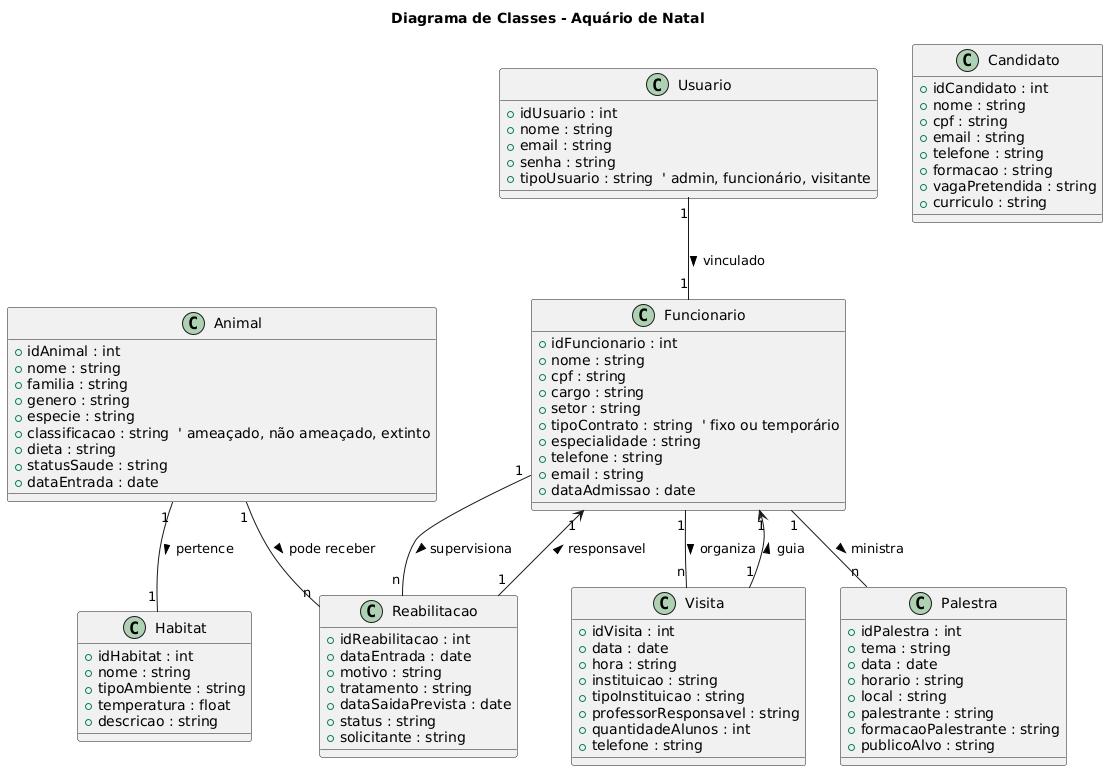 Diagrama de Classes - Aquário de Natal
C Usuario
idUsuario : int
nome : string
email : string
senha : string
tipoUsuario : string ' admin, funcionário, visitante
C Candidato
idCandidato : int
nome : string
cpf : string
email : string
telefone : string
formacao : string
vagaPretendida : string
curriculo : string
1
vinculado
1
C Animal
idAnimal : int
nome : string
familia : string
genero : string
especie : string
classificacao : string ' ameaçado, não ameaçado, extinto
dieta : string
statusSaude : string
dataEntrada : date
C Funcionario
idFuncionario : int
nome : string
cpf : string
cargo : string
setor : string
tipoContrato : string ' fixo ou temporário
especialidade : string
telefone : string
email : string
dataAdmissao : date
1
pertence
1
1
pode receber
n
1
supervisiona
n
1
responsavel
1
1
organiza
n
1
guia
1
1
ministra
n
C Habitat
idHabitat : int
nome : string
tipoAmbiente : string
temperatura : float
descricao : string
C Reabilitacao
idReabilitacao : int
dataEntrada : date
motivo : string
tratamento : string
dataSaidaPrevista : date
status : string
solicitante : string
C Visita
idVisita : int
data : date
hora : string
instituicao : string
tipoInstituicao : string
professorResponsavel : string
quantidadeAlunos : int
telefone : string
C Palestra
idPalestra : int
tema : string
data : date
horario : string
local : string
palestrante : string
formacaoPalestrante : string
publicoAlvo : string